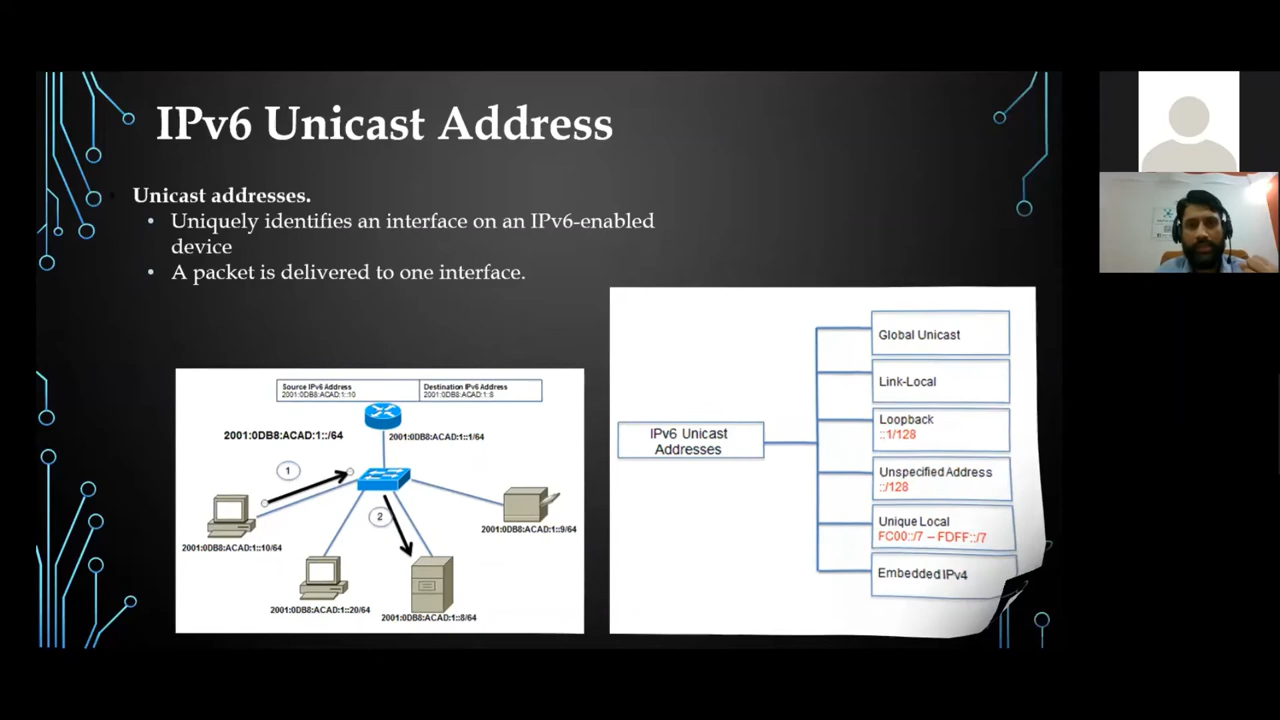 IPv6 Unicast Address
Unicast addresses.
• Uniquely identifies an interface on an IPv6-enabled
device
• A packet is delivered to one interface.
Source IPv6 Address
2001:0DB8:ACAD:1::10
Destination IPv6 Address
2001:0DB8:ACAD:1::8
2001:0DB8:ACAD:1::/64
2001:0DB8:ACAD:1::1/64
1
2
2001:0DB8:ACAD:1::9/64
2001:0DB8:ACAD:1::10/64
2001:0DB8:ACAD:1::20/64
2001:0DB8:ACAD:1::8/64
IPv6 Unicast
Addresses
Global Unicast
Link-Local
Loopback
::1/128
Unspecified Address
::/128
Unique Local
FC00::/7 – FDFF::/7
Embedded IPv4